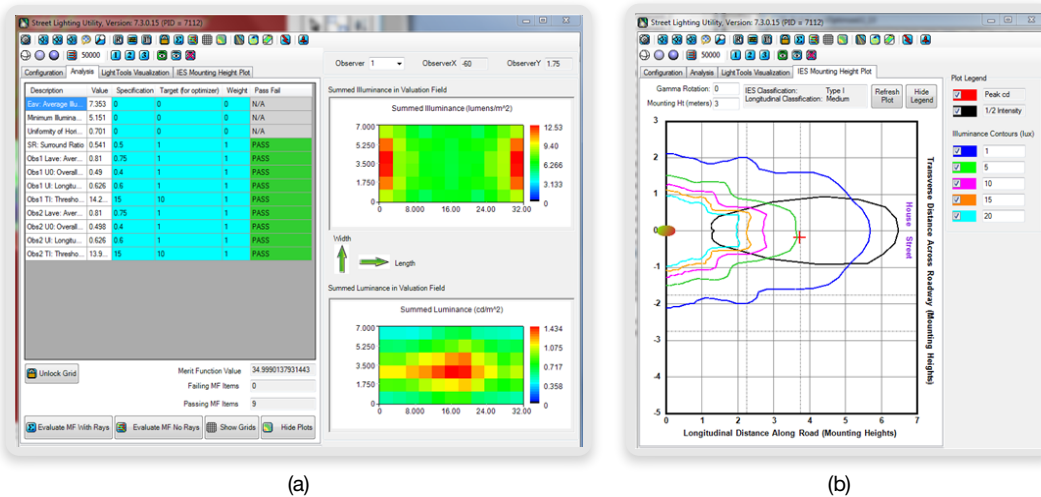 Street Lighting Utility, Version: 7.3.0.15 (PID = 7112)
50000
Configuration Analysis LightTools Visualization IES Mounting Height Plot
Observer 1 ObserverX -60 ObserverY 1.75
Description Value Specification Target (for optimizer) Weight Pass Fail
Eav: Average Illu... 7.353 0 0 0 N/A
Minimum Illumina... 5.151 0 0 0 N/A
Uniformity of Hori... 0.701 0 0 0 N/A
SR: Surround Ratio 0.541 0.5 1 1 PASS
Obs1 Lave: Aver... 0.81 0.75 1 1 PASS
Obs1 U0: Overall... 0.49 0.4 1 1 PASS
Obs1 Ul: Longitu... 0.626 0.6 1 1 PASS
Obs1 TI: Thresho... 14.2... 15 10 1 PASS
Obs2 Lave: Aver... 0.81 0.75 1 1 PASS
Obs2 U0: Overall... 0.498 0.4 1 1 PASS
Obs2 Ul: Longitu... 0.626 0.6 1 1 PASS
Obs2 TI: Thresho... 13.9... 15 10 1 PASS
Unlock Grid
Merit Function Value 34.9990137931443
Failing MF Items 0
Passing MF Items 9
Evaluate MF With Rays Evaluate MF No Rays Show Grids Hide Plots
Summed Illuminance in Valuation Field
Summed Illuminance (lumens/m^2)
7.000
5.250
3.500
1.750
0
0 8.000 16.00 24.00 32.00
12.53
9.40
6.266
3.133
0
Width
Length
Summed Luminance in Valuation Field
Summed Luminance (cd/m^2)
7.000
5.250
3.500
1.750
0
0 8.000 16.00 24.00 32.00
1.434
1.075
0.717
0.358
0
(a)
Street Lighting Utility, Version: 7.3.0.15 (PID = 7112)
50000
Configuration Analysis LightTools Visualization IES Mounting Height Plot
Gamma Rotation: 0
Mounting Ht (meters) 3
IES Classification: Type I
Longitudinal Classification: Medium
Refresh Plot
Hide Legend
Plot Legend
Peak cd
1/2 Intensity
Illuminance Contours (lux)
1
5
10
15
20
3
2
1
0
-1
-2
-3
-4
-5
0 1 2 3 4 5 6 7
House Street
Transverse Distance Across Roadway (Mounting Heights)
Longitudinal Distance Along Road (Mounting Heights)
(b)